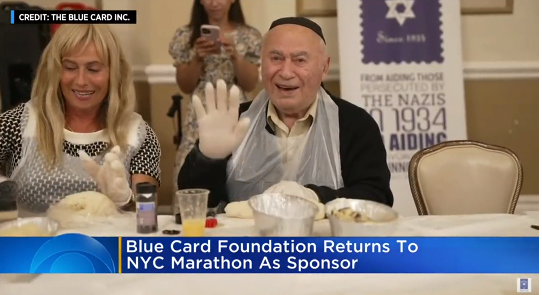 CREDIT: THE BLUE CARD INC.
Since 1935
FROM AIDING THOSE
PERSECUTED BY
THE NAZIS
1934
AIDING
Blue Card Foundation Returns To
NYC Marathon As Sponsor